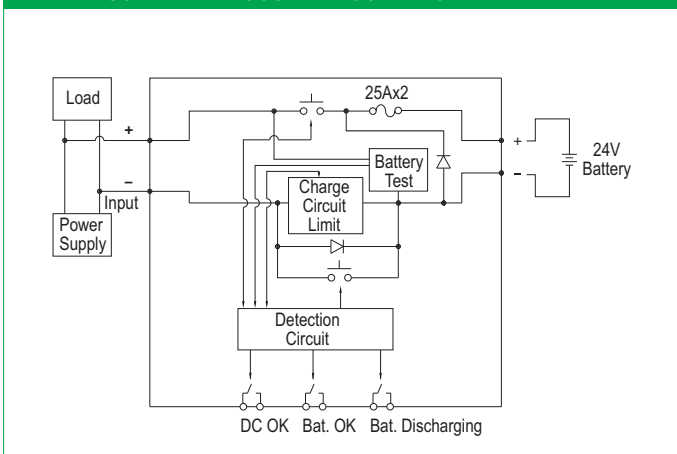 Load
25Ax2
+
+
24V
Battery
Battery
Test
–
–
Charge
Circuit
Limit
Input
Power
Supply
Detection
Circuit
DC OK
Bat. OK
Bat. Discharging